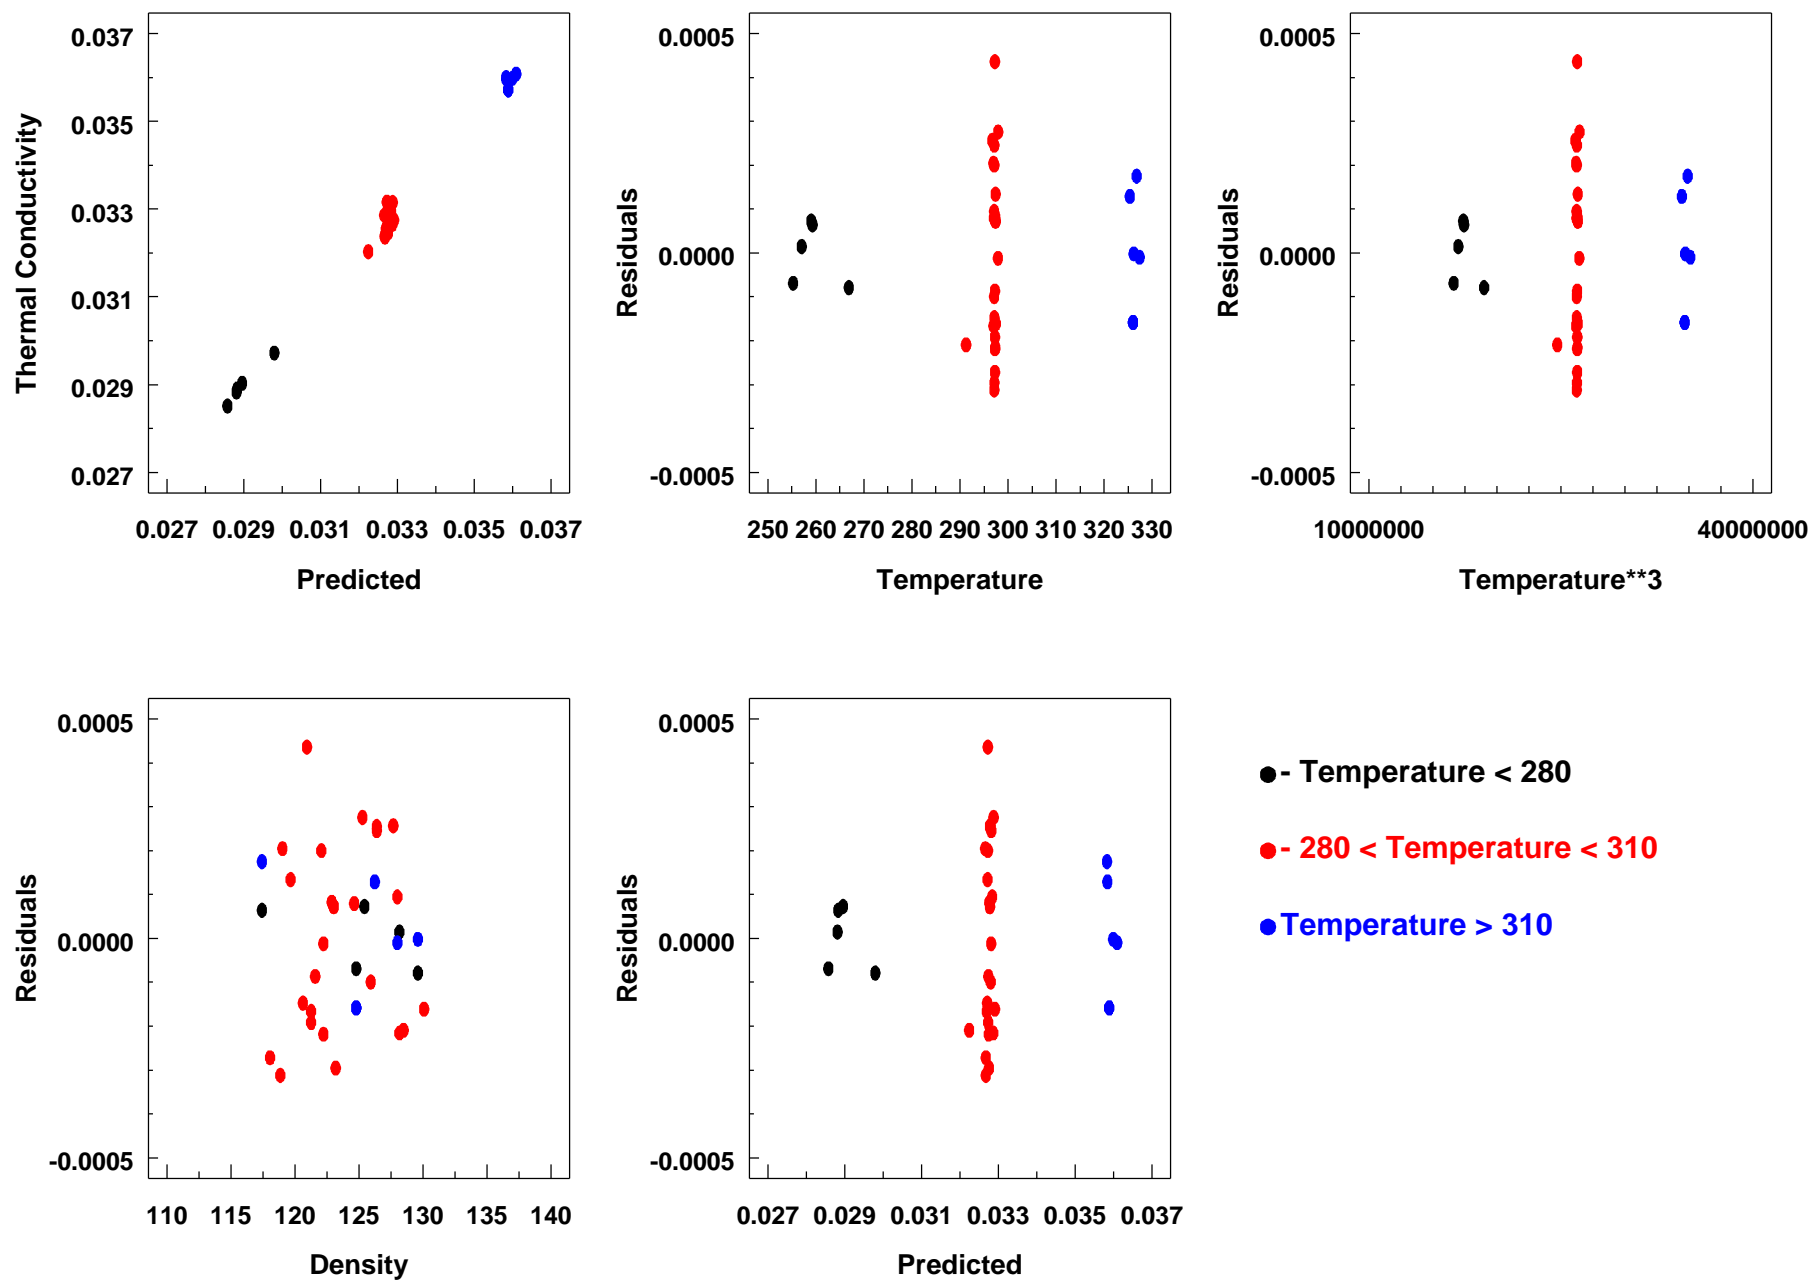 0.037
0.035
0.033
0.031
0.029
0.027
Thermal Conductivity
0.027 0.029 0.031 0.033 0.035 0.037
Predicted
0.0005
0.0000
-0.0005
Residuals
250 260 270 280 290 300 310 320 330
Temperature
0.0005
0.0000
-0.0005
Residuals
10000000 40000000
Temperature**3
0.0005
0.0000
-0.0005
Residuals
110 115 120 125 130 135 140
Density
0.0005
0.0000
-0.0005
Residuals
0.027 0.029 0.031 0.033 0.035 0.037
Predicted
- Temperature < 280
- 280 < Temperature < 310
Temperature > 310